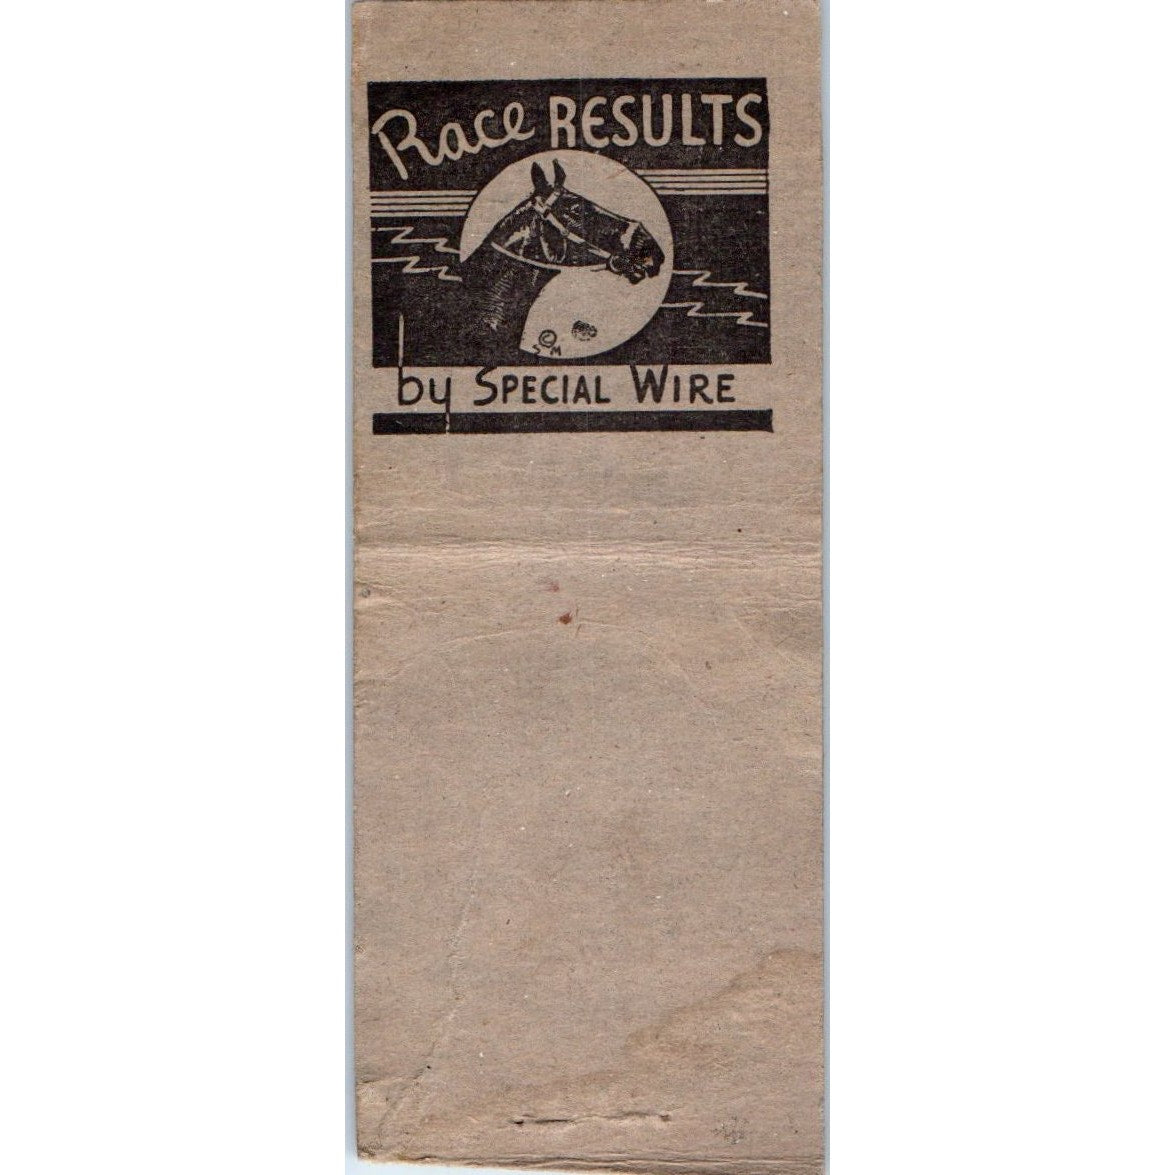 Race RESULTS
©
S M
by SPECIAL WIRE